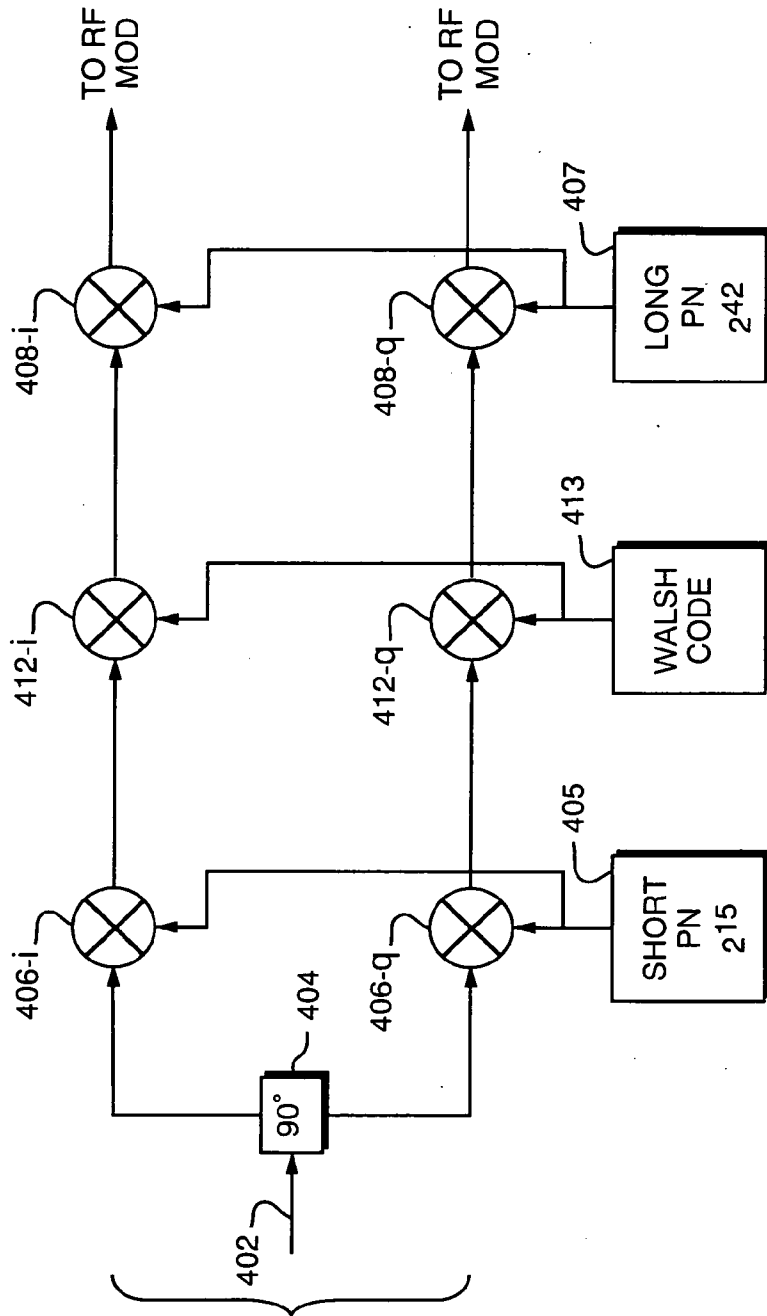 TO RF
MOD
TO RF
MOD
408-i
408-q
407
LONG
PN
2^42
412-i
412-q
413
WALSH
CODE
406-i
406-q
405
SHORT
PN
2^15
404
90°
402